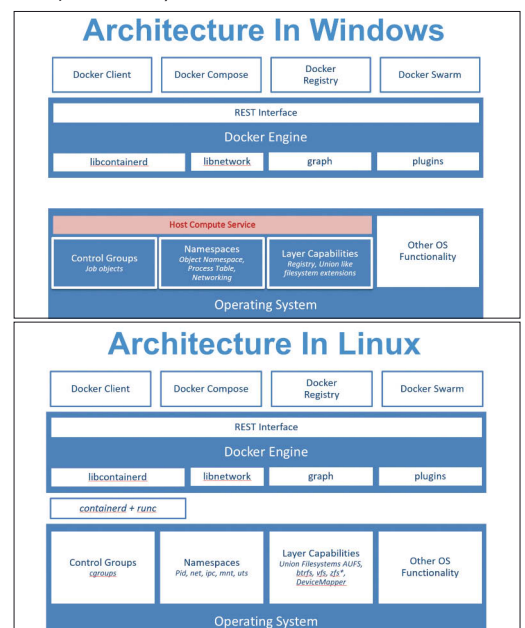 Architecture In Windows
Docker Client
Docker Compose
Docker
Registry
Docker Swarm
REST Interface
Docker Engine
libcontainerd
libnetwork
graph
plugins
Host Compute Service
Control Groups
Job objects
Namespaces
Object Namespace,
Process Table,
Networking
Layer Capabilities
Registry, Union like
filesystem extensions
Other OS
Functionality
Operating System
Architecture In Linux
Docker Client
Docker Compose
Docker
Registry
Docker Swarm
REST Interface
Docker Engine
libcontainerd
libnetwork
graph
plugins
containerd + runc
Control Groups
cgroups
Namespaces
Pid, net, ipc, mnt, uts
Layer Capabilities
Union Filesystems AUFS,
btrfs, vfs, zfs*,
DeviceMapper
Other OS
Functionality
Operating System